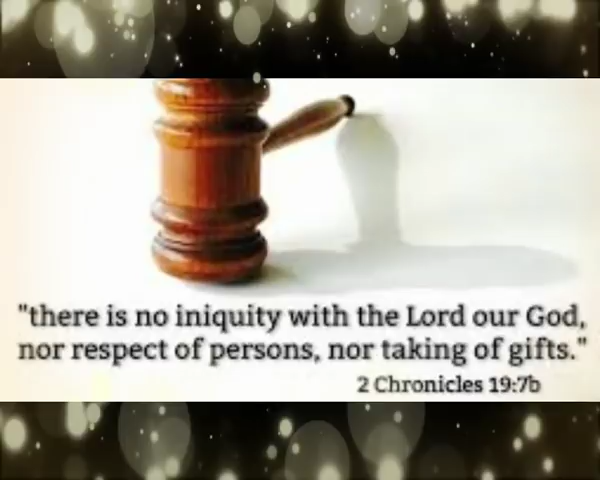 "there is no iniquity with the Lord our God,
nor respect of persons, nor taking of gifts."
2 Chronicles 19:7b